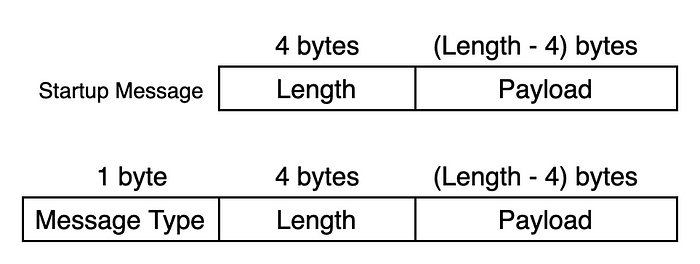 4 bytes (Length - 4) bytes
Startup Message Length Payload
1 byte 4 bytes (Length - 4) bytes
Message Type Length Payload